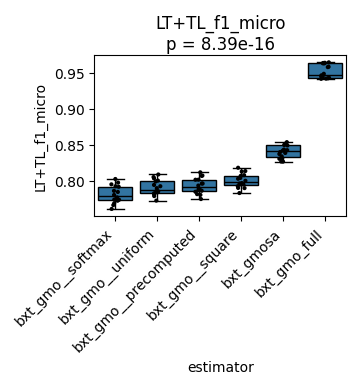 LT+TL_f1_micro
p = 8.39e-16
LT+TL_f1_micro
0.95
0.90
0.85
0.80
bxt_gmo__softmax
bxt_gmo__uniform
bxt_gmo__precomputed
bxt_gmo__square
bxt_gmosa
bxt_gmo_full
estimator